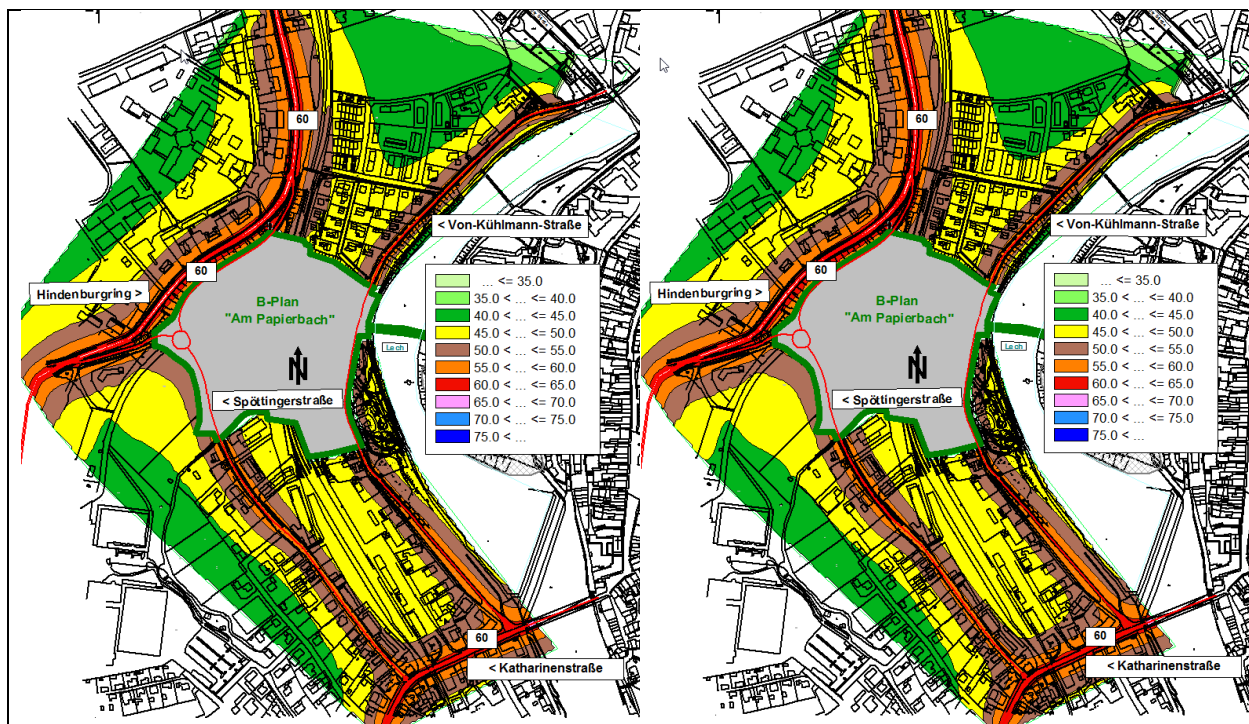 60
< Von-Kühlmann-Straße
60
Hindenburgring >
B-Plan
"Am Papierbach"
Lech
N
< Spöttingerstraße
... <= 35.0
35.0 < ... <= 40.0
40.0 < ... <= 45.0
45.0 < ... <= 50.0
50.0 < ... <= 55.0
55.0 < ... <= 60.0
60.0 < ... <= 65.0
65.0 < ... <= 70.0
70.0 < ... <= 75.0
75.0 < ...
60
< Katharinenstraße
60
< Von-Kühlmann-Straße
60
Hindenburgring >
B-Plan
"Am Papierbach"
Lech
N
< Spöttingerstraße
... <= 35.0
35.0 < ... <= 40.0
40.0 < ... <= 45.0
45.0 < ... <= 50.0
50.0 < ... <= 55.0
55.0 < ... <= 60.0
60.0 < ... <= 65.0
65.0 < ... <= 70.0
70.0 < ... <= 75.0
75.0 < ...
60
< Katharinenstraße